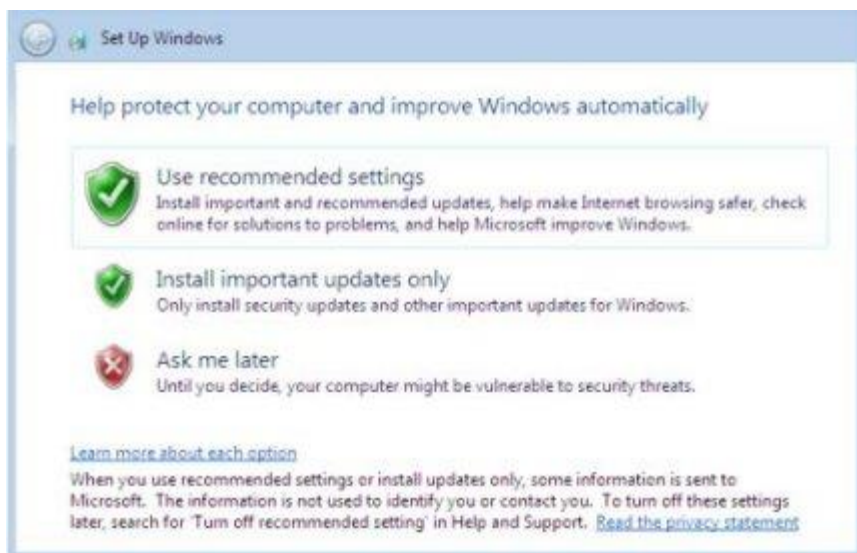 Set Up Windows
Help protect your computer and improve Windows automatically
Use recommended settings
Install important and recommended updates, help make Internet browsing safer, check
online for solutions to problems, and help Microsoft improve Windows.
Install important updates only
Only install security updates and other important updates for Windows.
Ask me later
Until you decide, your computer might be vulnerable to security threats.
Learn more about each option
When you use recommended settings or install updates only, some information is sent to
Microsoft. The information is not used to identify you or contact you. To turn off these settings
later, search for 'Turn off recommended setting' in Help and Support. Read the privacy statement